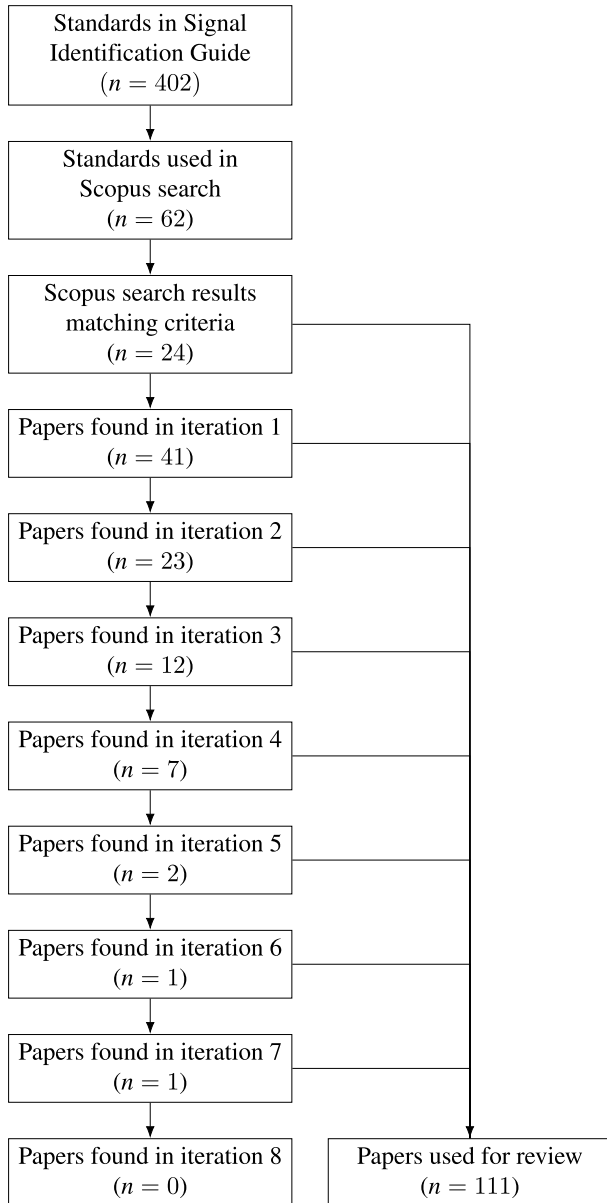 Standards in Signal
Identification Guide
(n = 402)
Standards used in
Scopus search
(n = 62)
Scopus search results
matching criteria
(n = 24)
Papers found in iteration 1
(n = 41)
Papers found in iteration 2
(n = 23)
Papers found in iteration 3
(n = 12)
Papers found in iteration 4
(n = 7)
Papers found in iteration 5
(n = 2)
Papers found in iteration 6
(n = 1)
Papers found in iteration 7
(n = 1)
Papers found in iteration 8
(n = 0)
Papers used for review
(n = 111)